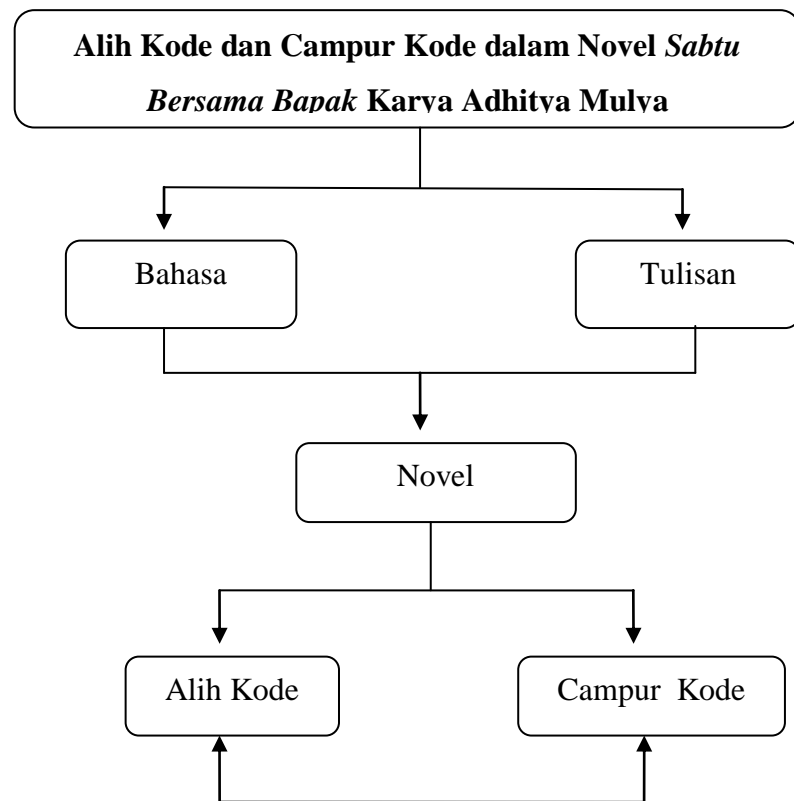 Alih Kode dan Campur Kode dalam Novel Sabtu
Bersama Bapak Karya Adhitya Mulya
Bahasa
Tulisan
Novel
Alih Kode
Campur Kode